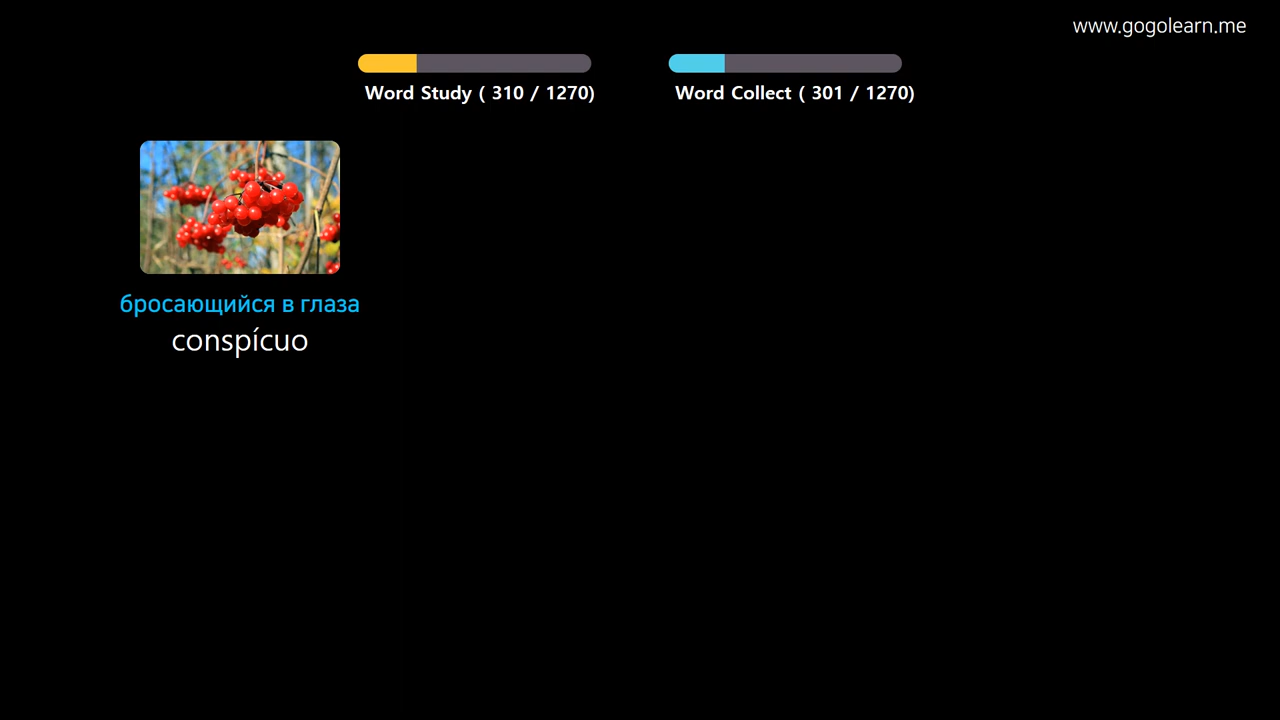 www.gogolearn.me
Word Study ( 310 / 1270)
Word Collect ( 301 / 1270)
бросающийся в глаза
conspícuo